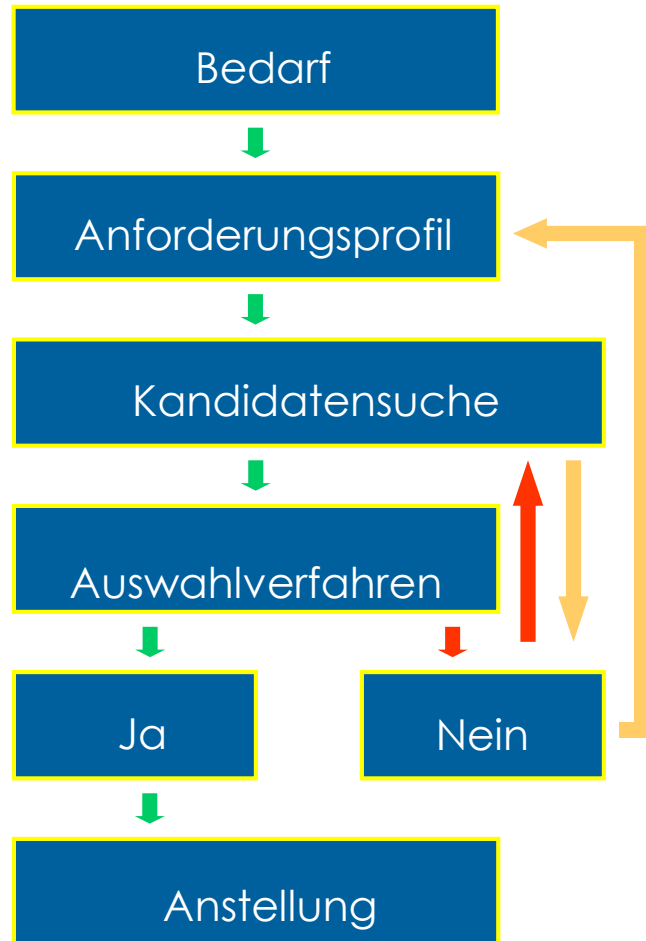 Bedarf
Anforderungsprofil
Kandidatensuche
Auswahlverfahren
Ja
Nein
Anstellung